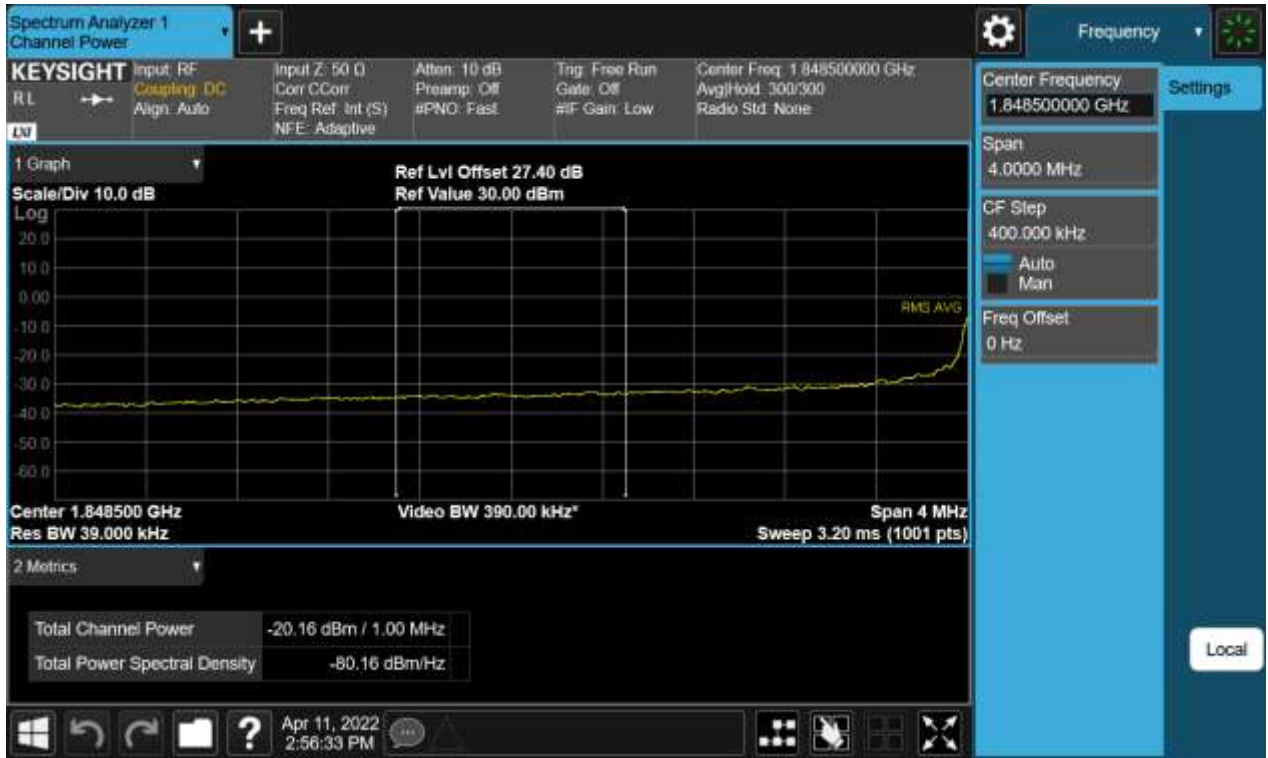 Spectrum Analyzer 1
Channel Power
+
Frequency
KEYSIGHT
RL
LXI
Input: RF
Coupling: DC
Align: Auto
Input Z: 50 Ω
Corr CCorr
Freq Ref: Int (S)
NFE: Adaptive
Atten: 10 dB
Preamp: Off
#PNO: Fast
Trig: Free Run
Gate: Off
#IF Gain: Low
Center Freq: 1.848500000 GHz
Avg|Hold: 300/300
Radio Std: None
Center Frequency
1.848500000 GHz
Settings
Span
4.0000 MHz
CF Step
400.000 kHz
Auto
Man
Freq Offset
0 Hz
1 Graph
Scale/Div 10.0 dB
Ref Lvl Offset 27.40 dB
Ref Value 30.00 dBm
Log
20.0
10.0
0.00
-10.0
-20.0
-30.0
-40.0
-50.0
-60.0
RMS AVG
Center 1.848500 GHz
Res BW 39.000 kHz
Video BW 390.00 kHz*
Span 4 MHz
Sweep 3.20 ms (1001 pts)
2 Metrics
Total Channel Power -20.16 dBm / 1.00 MHz
Total Power Spectral Density -80.16 dBm/Hz
Local
?
Apr 11, 2022
2:56:33 PM